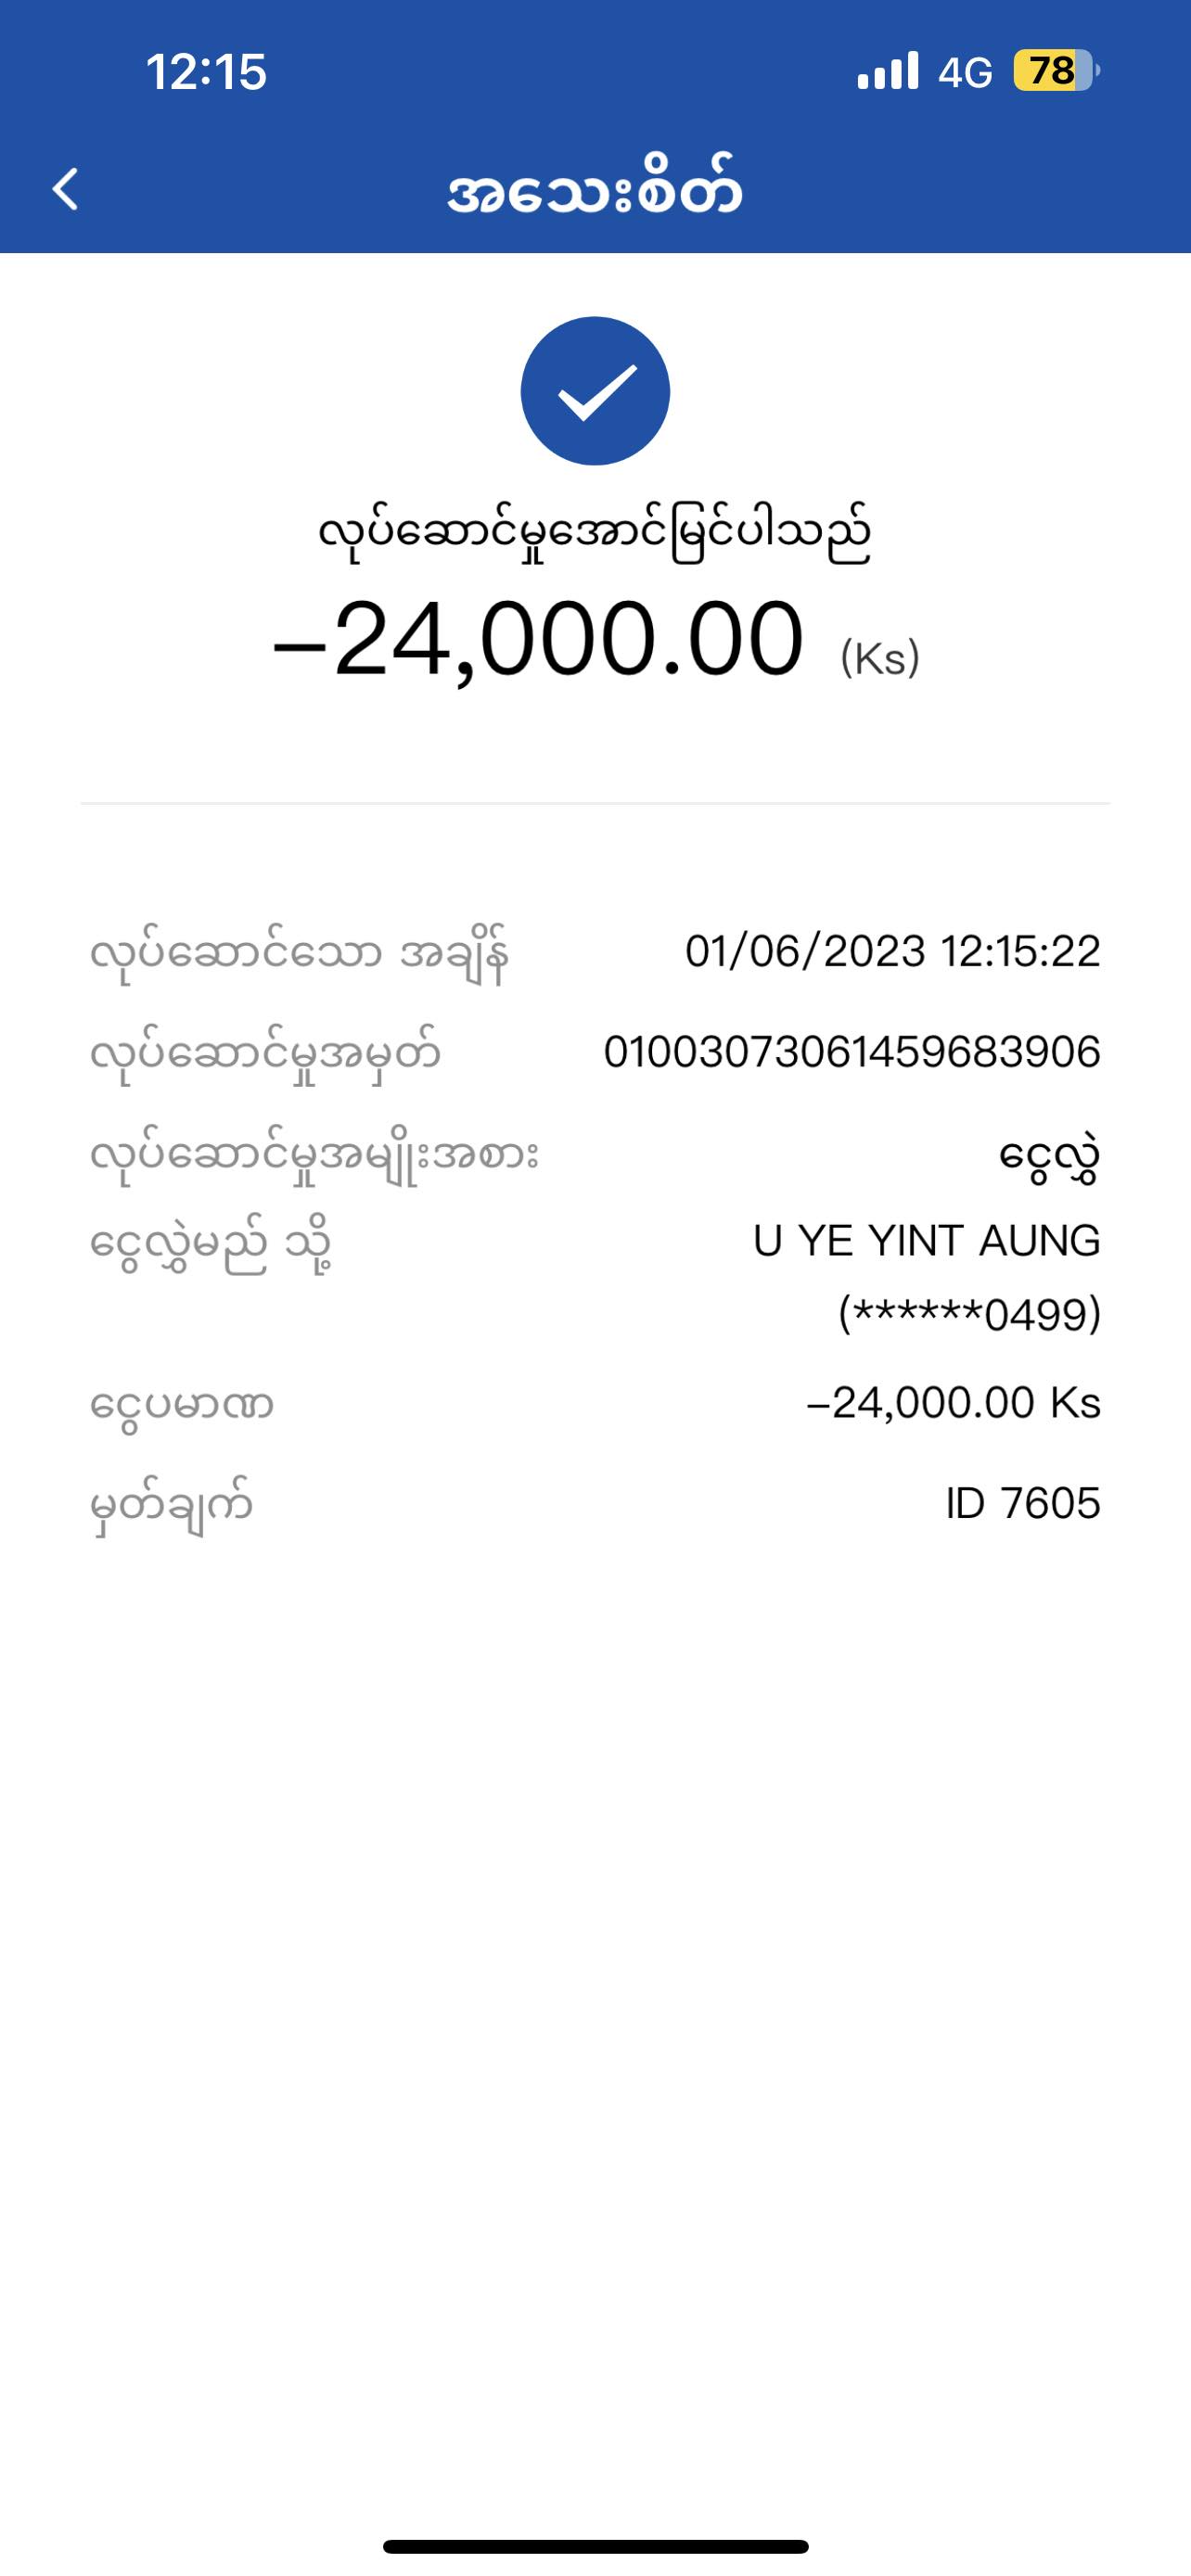 12:15
4G 78
အသေးစိတ်
လုပ်ဆောင်မှုအောင်မြင်ပါသည်
-24,000.00 (Ks)
လုပ်ဆောင်သော အချိန် 01/06/2023 12:15:22
လုပ်ဆောင်မှုအမှတ် 01003073061459683906
လုပ်ဆောင်မှုအမျိုးအစား ငွေလွှဲ
ငွေလွှဲမည် သို့ U YE YINT AUNG
(******0499)
ငွေပမာဏ -24,000.00 Ks
မှတ်ချက် ID 7605